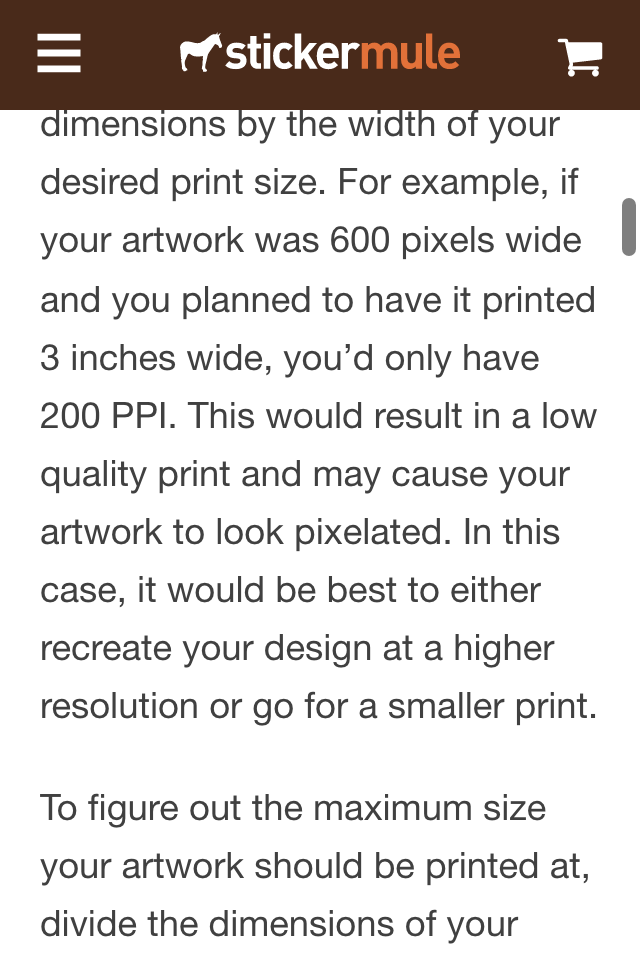 stickermule
dimensions by the width of your
desired print size. For example, if
your artwork was 600 pixels wide
and you planned to have it printed
3 inches wide, you’d only have
200 PPI. This would result in a low
quality print and may cause your
artwork to look pixelated. In this
case, it would be best to either
recreate your design at a higher
resolution or go for a smaller print.
To figure out the maximum size
your artwork should be printed at,
divide the dimensions of your